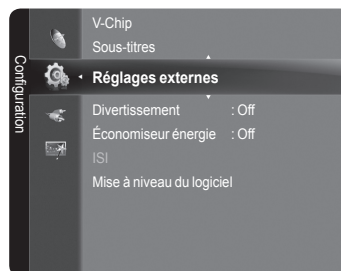 Configuration
V-Chip
Sous-titres
Réglages externes
Divertissement : Off
Économiseur énergie : Off
ISI
Mise à niveau du logiciel